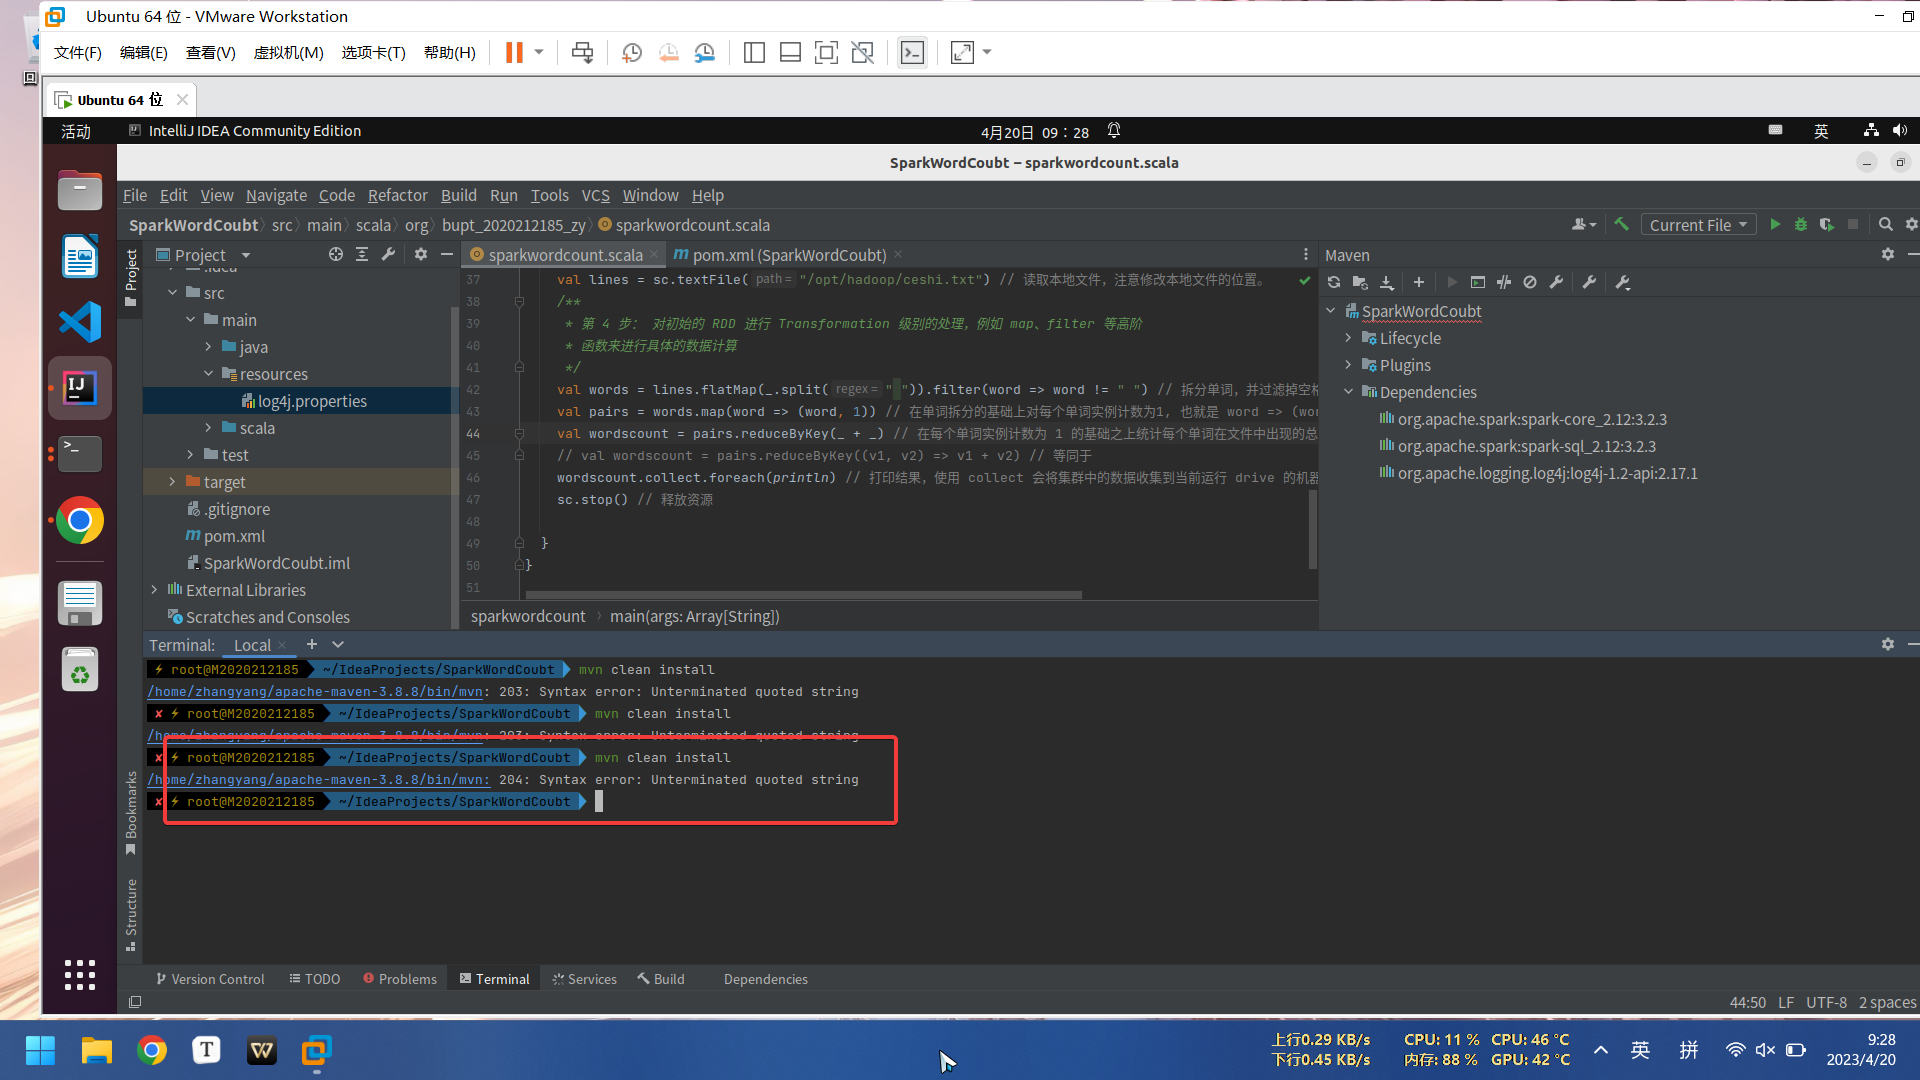 Ubuntu 64 位 - VMware Workstation
文件(F) 编辑(E) 查看(V) 虚拟机(M) 选项卡(T) 帮助(H)
Ubuntu 64 位
活动 IntelliJ IDEA Community Edition 4月20日 09：28 英
SparkWordCoubt – sparkwordcount.scala
File Edit View Navigate Code Refactor Build Run Tools VCS Window Help
SparkWordCoubt src main scala org bupt_2020212185_zy sparkwordcount.scala Current File
Project
Project
.idea
src
main
java
resources
log4j.properties
scala
test
target
.gitignore
pom.xml
SparkWordCoubt.iml
External Libraries
Scratches and Consoles
sparkwordcount.scala pom.xml (SparkWordCoubt)
37 val lines = sc.textFile( path = "/opt/hadoop/ceshi.txt") // 读取本地文件，注意修改本地文件的位置。
38 /**
39 * 第 4 步： 对初始的 RDD 进行 Transformation 级别的处理，例如 map、filter 等高阶
40 * 函数来进行具体的数据计算
41 */
42 val words = lines.flatMap(_.split( regex = " ")).filter(word => word != " ") // 拆分单词，并过滤掉空格
43 val pairs = words.map(word => (word, 1)) // 在单词拆分的基础上对每个单词实例计数为1, 也就是 word => (wor
44 val wordscount = pairs.reduceByKey(_ + _) // 在每个单词实例计数为 1 的基础之上统计每个单词在文件中出现的总
45 // val wordscount = pairs.reduceByKey((v1, v2) => v1 + v2) // 等同于
46 wordscount.collect.foreach(println) // 打印结果，使用 collect 会将集群中的数据收集到当前运行 drive 的机器
47 sc.stop() // 释放资源
48
49 }
50 }
51
sparkwordcount main(args: Array[String])
Maven
SparkWordCoubt
Lifecycle
Plugins
Dependencies
org.apache.spark:spark-core_2.12:3.2.3
org.apache.spark:spark-sql_2.12:3.2.3
org.apache.logging.log4j:log4j-1.2-api:2.17.1
Terminal: Local
root@M2020212185 ~/IdeaProjects/SparkWordCoubt mvn clean install
/home/zhangyang/apache-maven-3.8.8/bin/mvn: 203: Syntax error: Unterminated quoted string
root@M2020212185 ~/IdeaProjects/SparkWordCoubt mvn clean install
/home/zhangyang/apache-maven-3.8.8/bin/mvn: 203: Syntax error: Unterminated quoted string
root@M2020212185 ~/IdeaProjects/SparkWordCoubt mvn clean install
/home/zhangyang/apache-maven-3.8.8/bin/mvn: 204: Syntax error: Unterminated quoted string
root@M2020212185 ~/IdeaProjects/SparkWordCoubt
Bookmarks
Structure
Version Control TODO Problems Terminal Services Build Dependencies
44:50 LF UTF-8 2 spaces
上行0.29 KB/s CPU: 11 % CPU: 46 °C
下行0.45 KB/s 内存: 88 % GPU: 42 °C
英 拼
9:28
2023/4/20